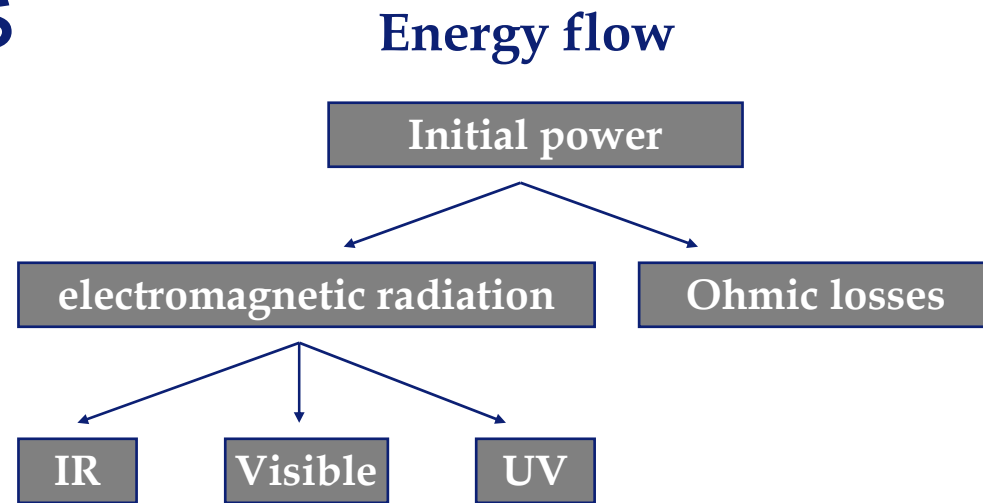 s
Energy flow
Initial power
electromagnetic radiation
Ohmic losses
IR
Visible
UV